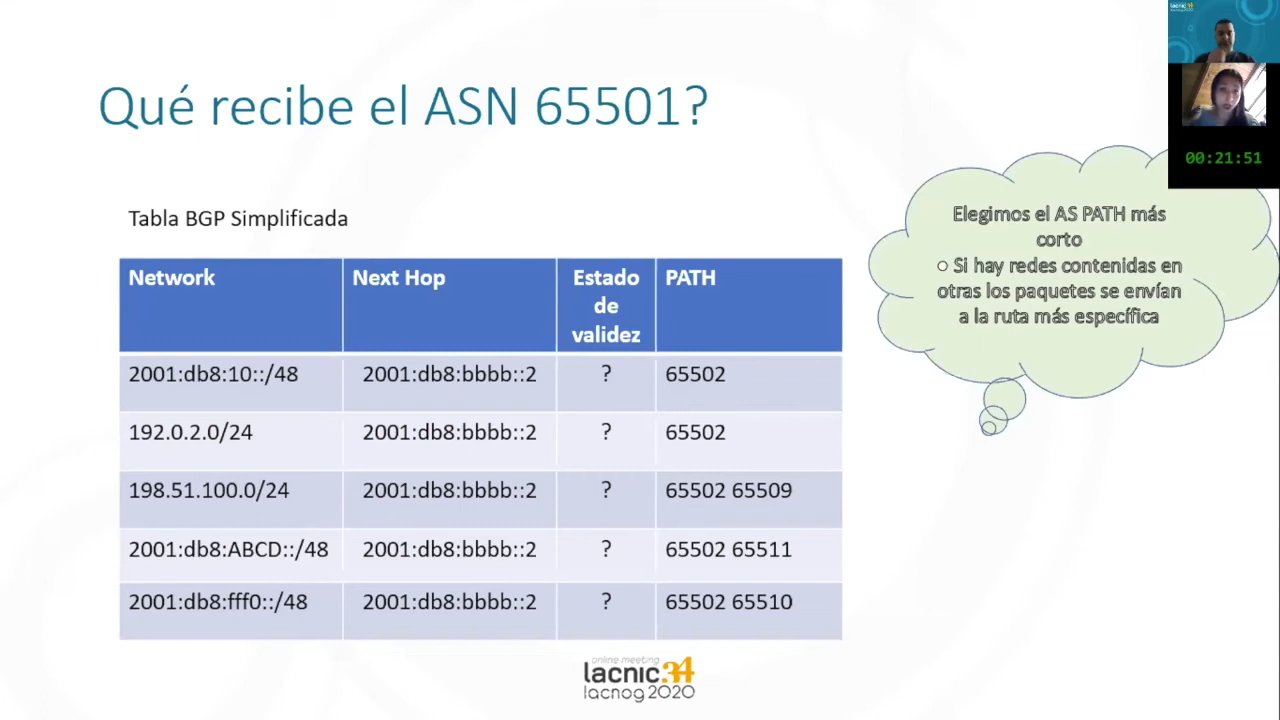 lacnic34
Qué recibe el ASN 65501?
00:21:51
Elegimos el AS PATH más
corto
○ Si hay redes contenidas en
otras los paquetes se envían
a la ruta más específica
Tabla BGP Simplificada
Network Next Hop Estado de validez PATH
2001:db8:10::/48 2001:db8:bbbb::2 ? 65502
192.0.2.0/24 2001:db8:bbbb::2 ? 65502
198.51.100.0/24 2001:db8:bbbb::2 ? 65502 65509
2001:db8:ABCD::/48 2001:db8:bbbb::2 ? 65502 65511
2001:db8:fff0::/48 2001:db8:bbbb::2 ? 65502 65510
online meeting
lacnic34
lacnog2020